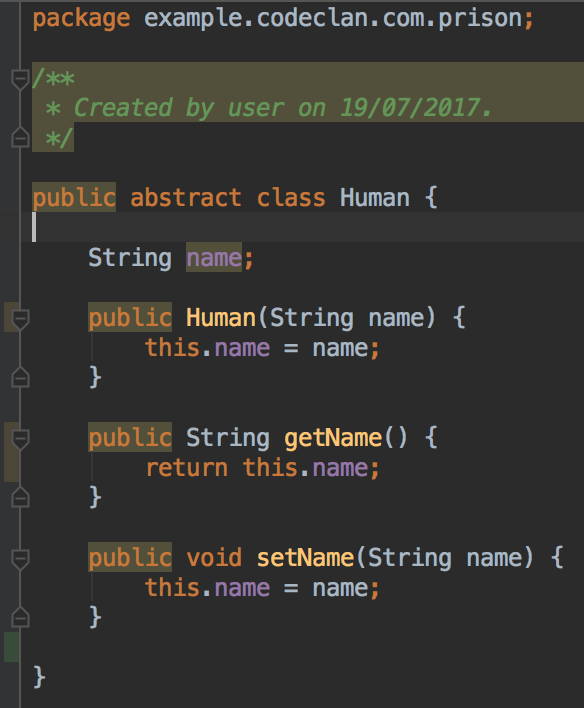 package example.codeclan.com.prison;
/**
 * Created by user on 19/07/2017.
 */
public abstract class Human {
    String name;
    public Human(String name) {
        this.name = name;
    }
    public String getName() {
        return this.name;
    }
    public void setName(String name) {
        this.name = name;
    }
}